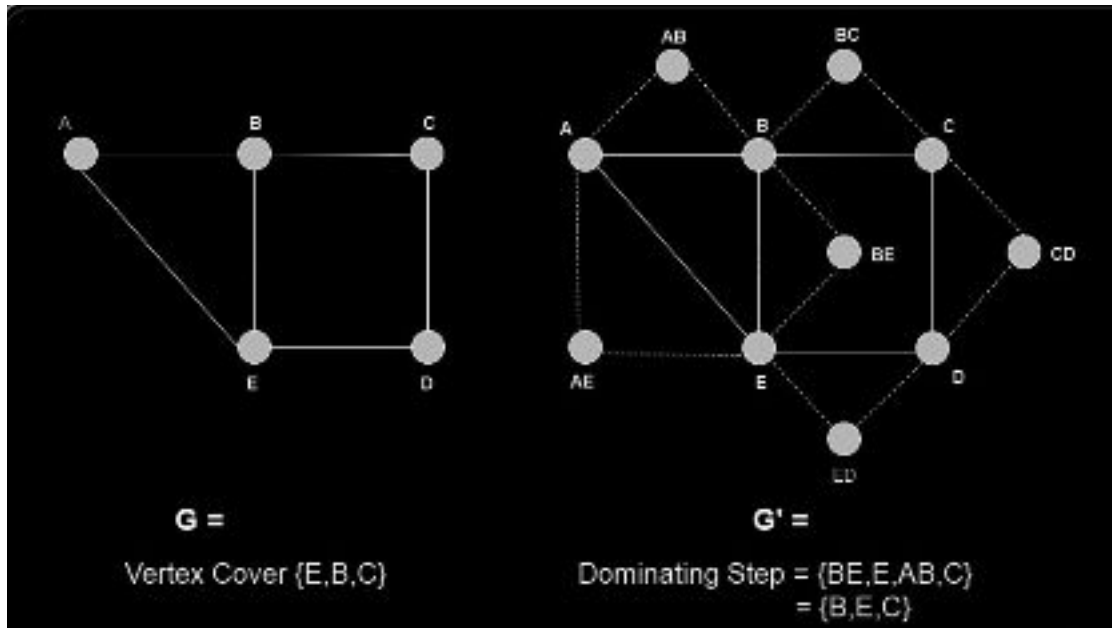 A
B
C
E
D
G =
Vertex Cover {E,B,C}
AB
BC
A
B
C
BE
CD
AE
E
D
ED
G' =
Dominating Step = {BE,E,AB,C}
= {B,E,C}